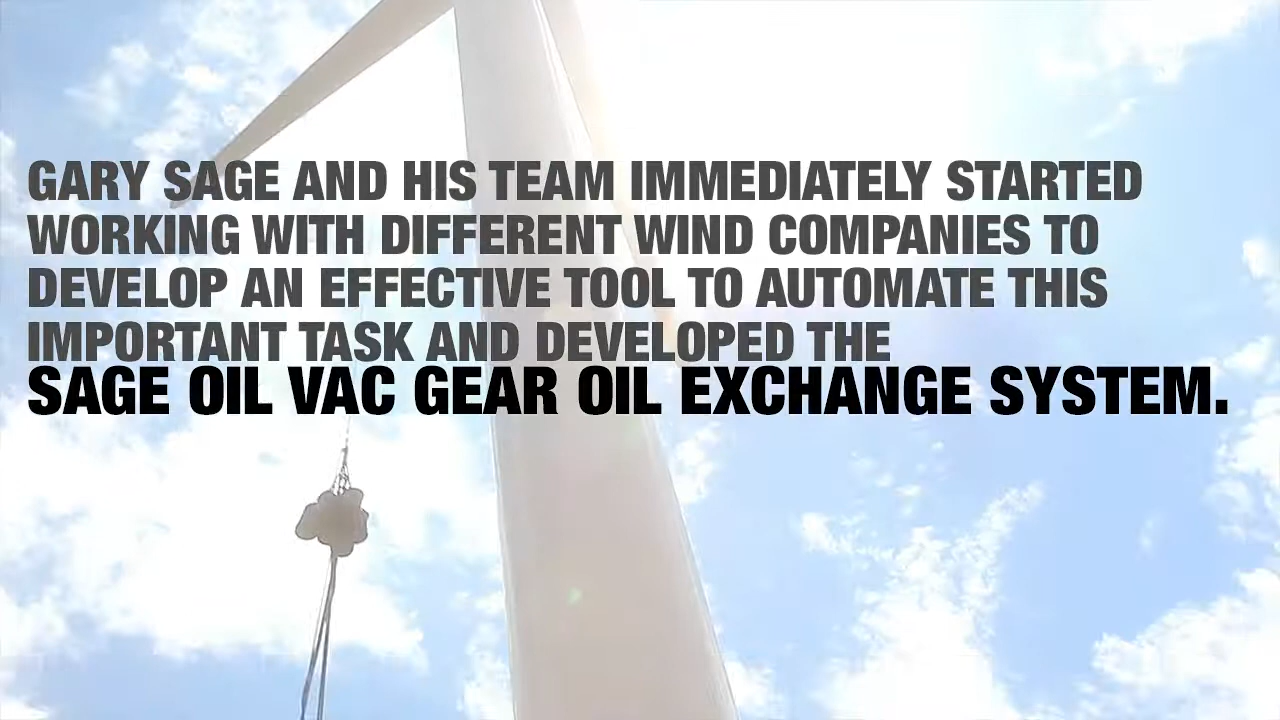 GARY SAGE AND HIS TEAM IMMEDIATELY STARTED
WORKING WITH DIFFERENT WIND COMPANIES TO
DEVELOP AN EFFECTIVE TOOL TO AUTOMATE THIS
IMPORTANT TASK AND DEVELOPED THE
SAGE OIL VAC GEAR OIL EXCHANGE SYSTEM.